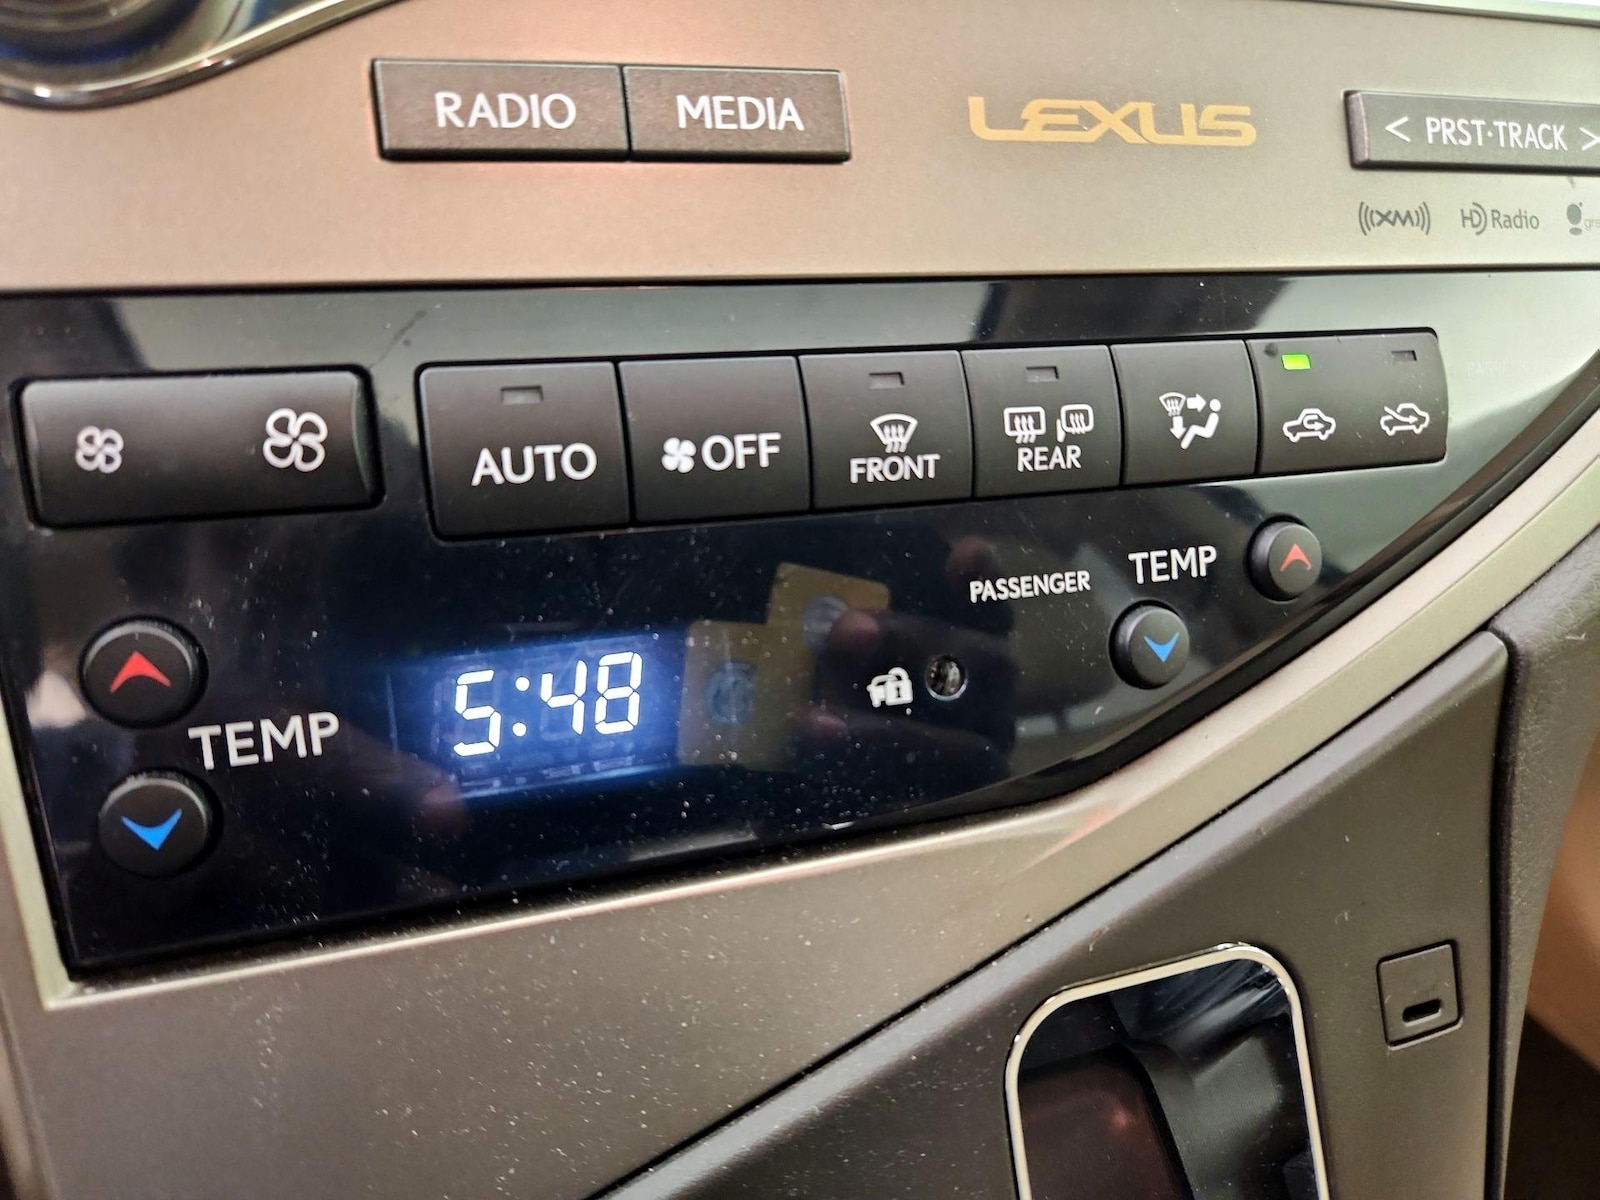 RADIO MEDIA
LEXUS
< PRST·TRACK >
((XM)) HD Radio
AUTO
OFF
FRONT
REAR
PASSENGER TEMP
TEMP
5:48